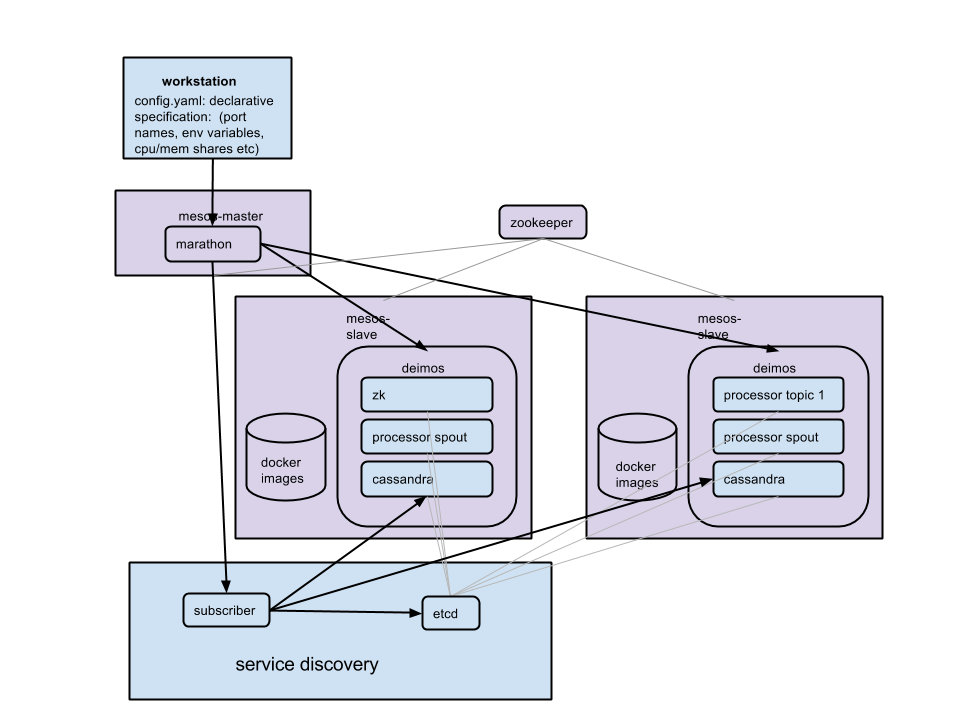 workstation
config.yaml: declarative
specification:  (port
names, env variables,
cpu/mem shares etc)
mesos-master
marathon
zookeeper
mesos-
slave
deimos
zk
processor spout
cassandra
docker
images
mesos-
slave
deimos
processor topic 1
processor spout
cassandra
docker
images
subscriber
etcd
service discovery